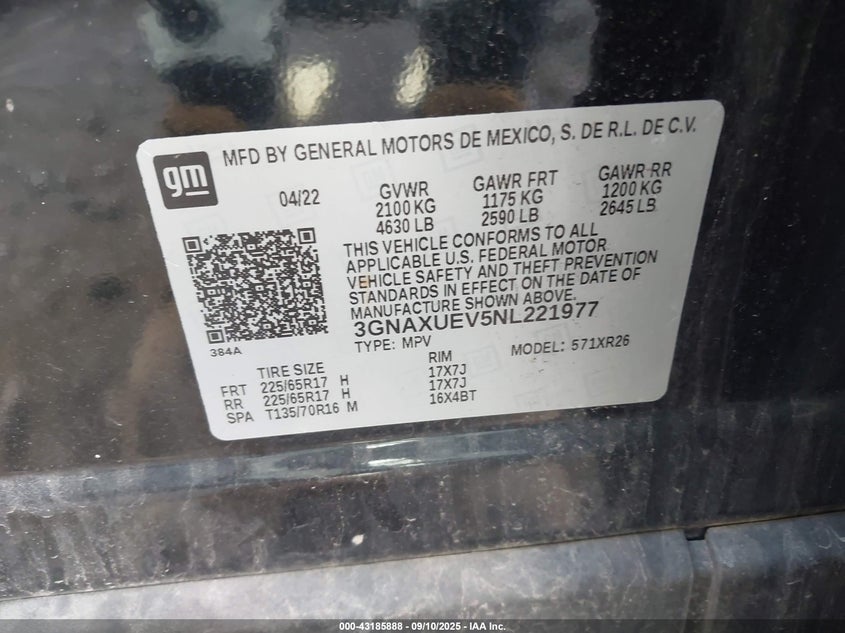 gm
MFD BY GENERAL MOTORS DE MEXICO, S. DE R.L. DE C.V.
04/22
GVWR
2100 KG
4630 LB
GAWR FRT
1175 KG
2590 LB
GAWR RR
1200 KG
2645 LB
THIS VEHICLE CONFORMS TO ALL
APPLICABLE U.S. FEDERAL MOTOR
VEHICLE SAFETY AND THEFT PREVENTION
STANDARDS IN EFFECT ON THE DATE OF
MANUFACTURE SHOWN ABOVE.
3GNAXUEV5NL221977
384A
TYPE: MPV
MODEL: 571XR26
TIRE SIZE RIM
FRT 225/65R17 H 17X7J
RR 225/65R17 H 17X7J
SPA T135/70R16 M 16X4BT
000-43185888 - 09/10/2025 - IAA Inc.